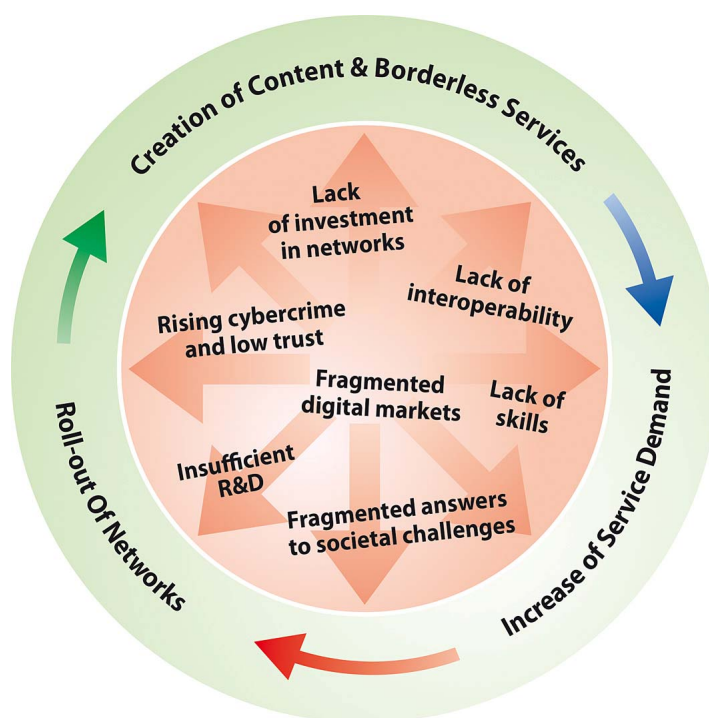 Creation of Content & Borderless Services
Lack
of investment
in networks
Lack of
interoperability
Rising cybercrime
and low trust
Fragmented
digital markets
Lack of
skills
Insufficient
R&D
Fragmented answers
to societal challenges
Roll-out Of Networks
Increase of Service Demand